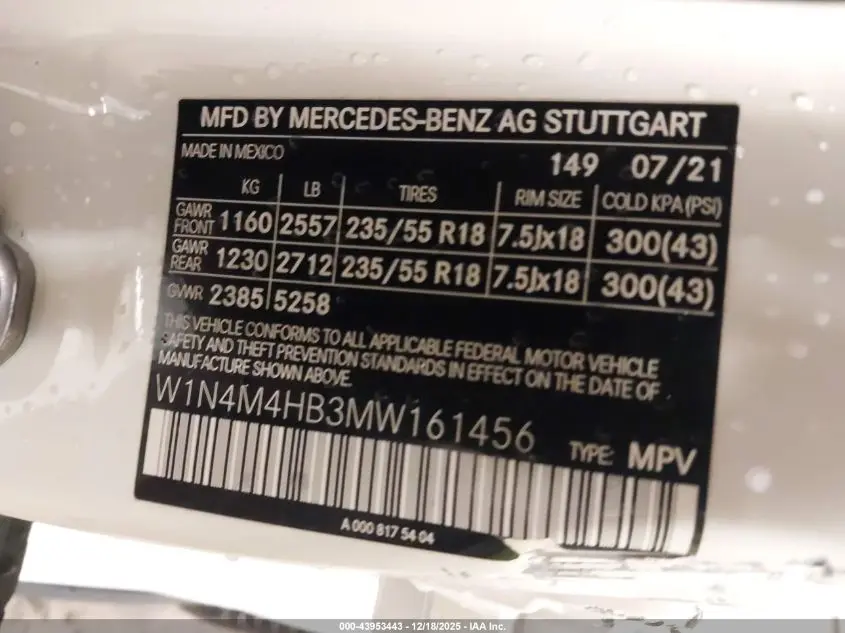 MFD BY MERCEDES-BENZ AG STUTTGART
MADE IN MEXICO 149 07/21
KG LB TIRES RIM SIZE COLD KPA (PSI)
GAWR FRONT 1160 2557 235/55 R18 7.5Jx18 300(43)
GAWR REAR 1230 2712 235/55 R18 7.5Jx18 300(43)
GVWR 2385 5258
THIS VEHICLE CONFORMS TO ALL APPLICABLE FEDERAL MOTOR VEHICLE
SAFETY AND THEFT PREVENTION STANDARDS IN EFFECT ON THE DATE OF
MANUFACTURE SHOWN ABOVE.
W1N4M4HB3MW161456 TYPE: MPV
A 000 817 54 04
000-43953443 - 12/18/2025 - IAA Inc.